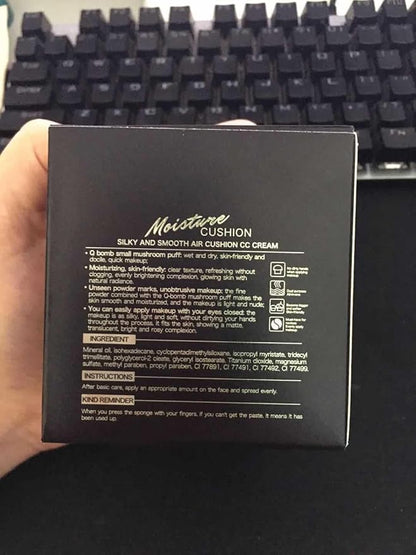 Moisture
CUSHION
SILKY AND SMOOTH AIR CUSHION CC CREAM
• Q bomb small mushroom puff: wet and dry, skin-friendly and
docile, quick makeup;
• Moisturizing, skin-friendly: clear texture, refreshing without
clogging, evenly brightening complexion, glowing skin with
natural radiance.
• Unseen powder marks, unobtrusive makeup: the fine
powder combined with the Q-bomb mushroom puff makes the
skin smooth and moisturized, and the makeup is light and nude;
• You can easily apply makeup with your eyes closed: the
makeup is silky, light and soft, without dirtying your hands
throughout the process. It fits the skin, showing a matte,
translucent, bright and rosy complexion.
INGREDIENT
Mineral oil, isohexadecane, cyclopentadimethylsiloxane, isopropyl myristate, tridecyl
trimellitate, polyglycerol-2 oleate, glyceryl isostearate, Titanium dioxide, magnesium
sulfate, methyl paraben, propyl paraben, CI 77891, CI 77491, CI 77492, CI 77499.
INSTRUCTIONS
After basic care, apply an appropriate amount on the face and spread evenly.
KIND REMINDER
When you press the sponge with your fingers, if you can't get the paste, it means it has
been used up.